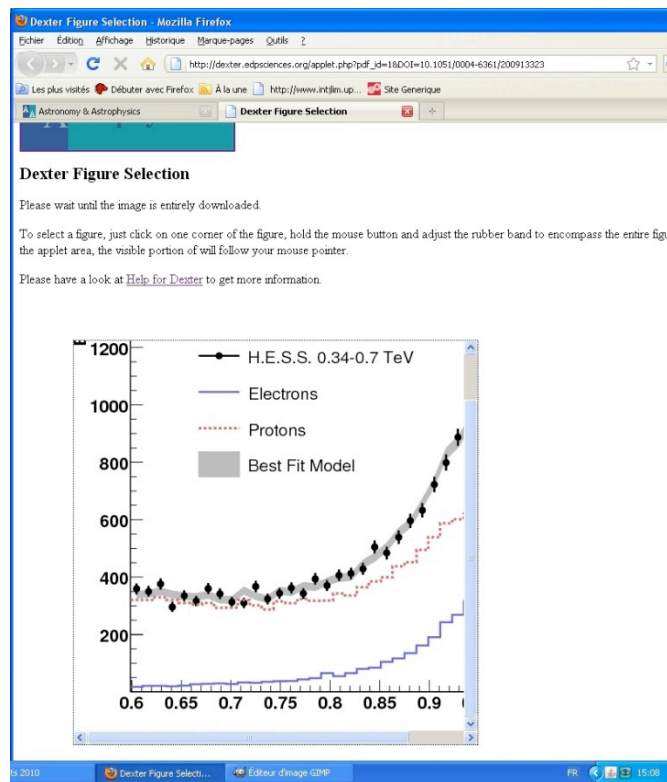 Dexter Figure Selection - Mozilla Firefox
Fichier Édition Affichage Historique Marque-pages Outils ?
http://dexter.edpsciences.org/applet.php?pdf_id=1&DOI=10.1051/0004-6361/200913323
Les plus visités Débuter avec Firefox À la une http://www.intjlm.up... Site Generique
Astronomy & Astrophysics Dexter Figure Selection
Dexter Figure Selection
Please wait until the image is entirely downloaded.
To select a figure, just click on one corner of the figure, hold the mouse button and adjust the rubber band to encompass the entire figu
the applet area, the visible portion of will follow your mouse pointer.
Please have a look at Help for Dexter to get more information.
1200
H.E.S.S. 0.34-0.7 TeV
Electrons
1000
Protons
800
Best Fit Model
600
400
200
0.6 0.65 0.7 0.75 0.8 0.85 0.9
ts 2010 Dexter Figure Selecti... Éditeur d'image GIMP FR 15:08